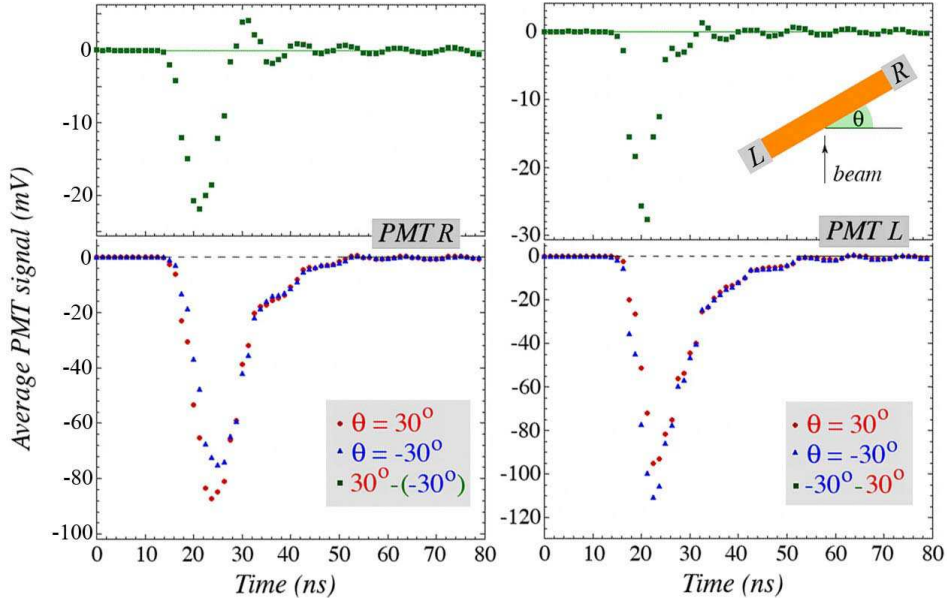 Average PMT signal (mV)
0
-10
-20
PMT R
0
-20
-40
-60
-80
-100
θ = 30°
θ = -30°
30°-(-30°)
0 10 20 30 40 50 60 70 80
Time (ns)
0
-10
-20
-30
R
θ
L
beam
PMT L
0
-20
-40
-60
-80
-100
-120
θ = 30°
θ = -30°
-30°-30°
0 10 20 30 40 50 60 70 80
Time (ns)